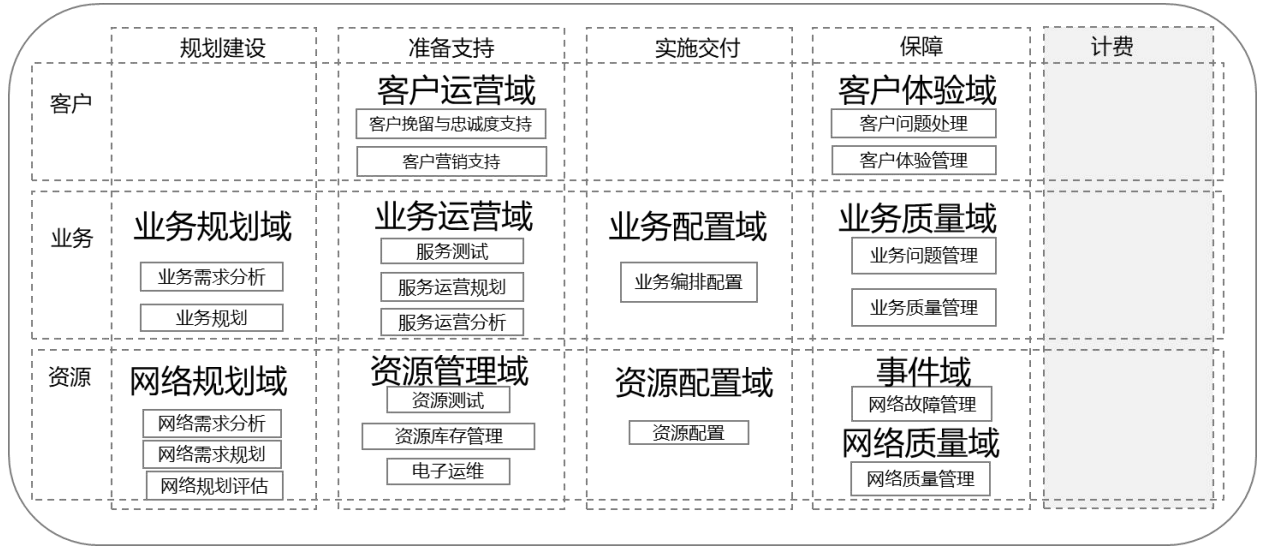 规划建设
准备支持
实施交付
保障
计费
客户
客户运营域
客户挽留与忠诚度支持
客户营销支持
客户体验域
客户问题处理
客户体验管理
业务
业务规划域
业务需求分析
业务规划
业务运营域
服务测试
服务运营规划
服务运营分析
业务配置域
业务编排配置
业务质量域
业务问题管理
业务质量管理
资源
网络规划域
网络需求分析
网络需求规划
网络规划评估
资源管理域
资源测试
资源库存管理
电子运维
资源配置域
资源配置
事件域
网络故障管理
网络质量域
网络质量管理